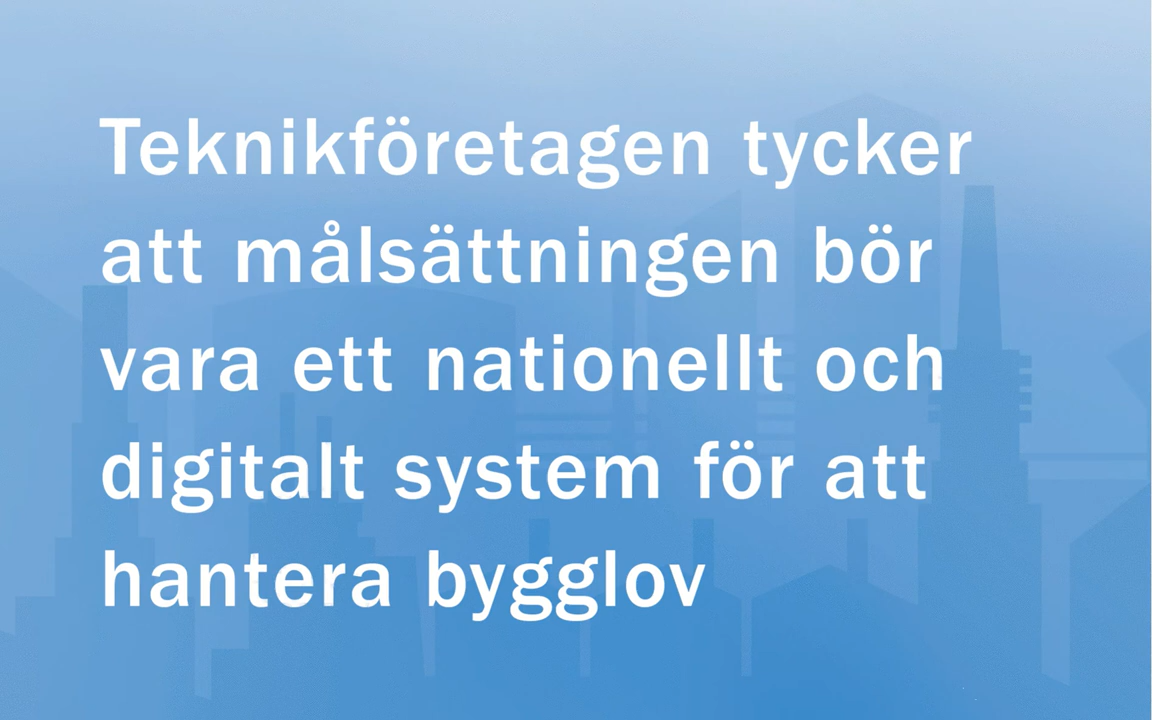 Teknikföretagen tycker
att målsättningen bör
vara ett nationellt och
digitalt system för att
hantera bygglov